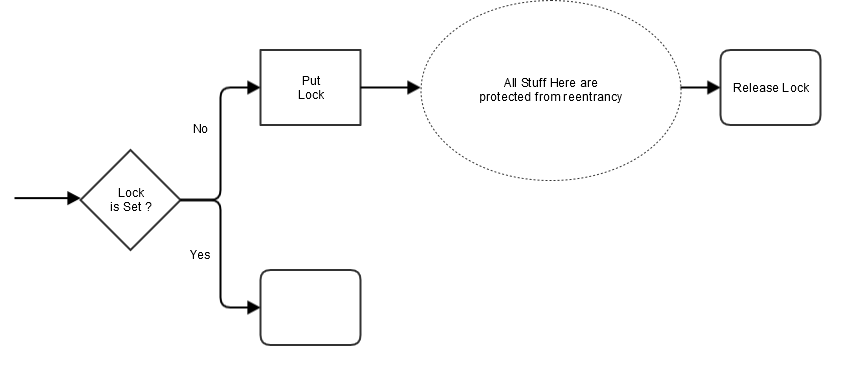 Put
Lock
All Stuff Here are
protected from reentrancy
Release Lock
No
Lock
is Set ?
Yes